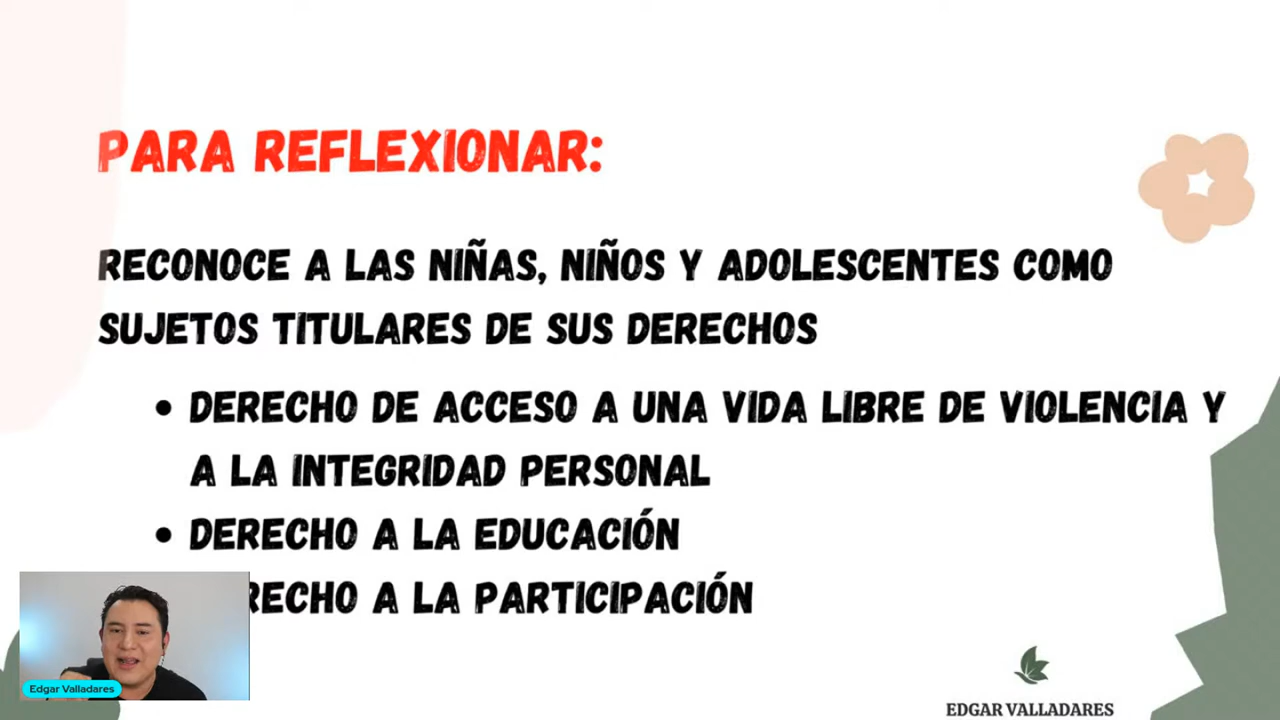 PARA REFLEXIONAR:
RECONOCE A LAS NIÑAS, NIÑOS Y ADOLESCENTES COMO
SUJETOS TITULARES DE SUS DERECHOS
• DERECHO DE ACCESO A UNA VIDA LIBRE DE VIOLENCIA Y
A LA INTEGRIDAD PERSONAL
• DERECHO A LA EDUCACIÓN
RECHO A LA PARTICIPACIÓN
Edgar Valladares
EDGAR VALLADARES